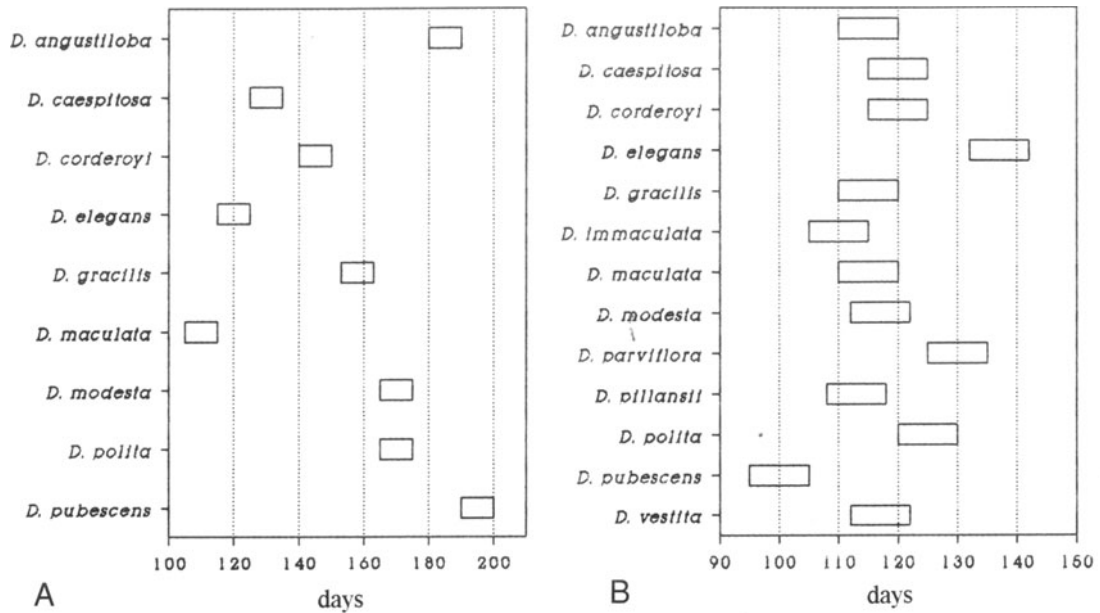 D. angustiloba
D. caespitosa
D. corderoyi
D. elegans
D. gracilis
D. maculata
D. modesta
D. polita
D. pubescens
100 120 140 160 180 200
A
days
D. angustiloba
D. caespitosa
D. corderoyi
D. elegans
D. gracilis
D. immaculata
D. maculata
D. modesta
D. parviflora
D. pillansii
D. polita
D. pubescens
D. vestita
90 100 110 120 130 140 150
B
days